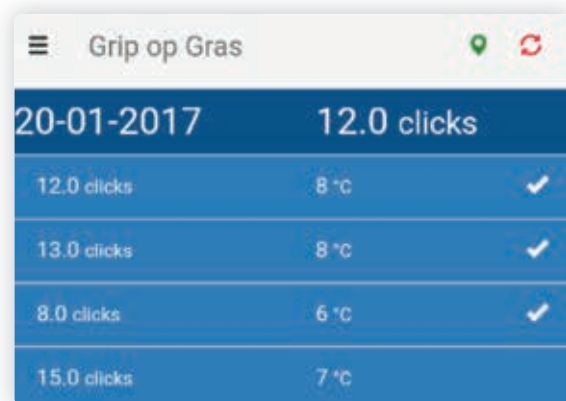 Grip op Gras
20-01-2017 12.0 clicks
12.0 clicks 8 °C
13.0 clicks 8 °C
8.0 clicks 6 °C
15.0 clicks 7 °C